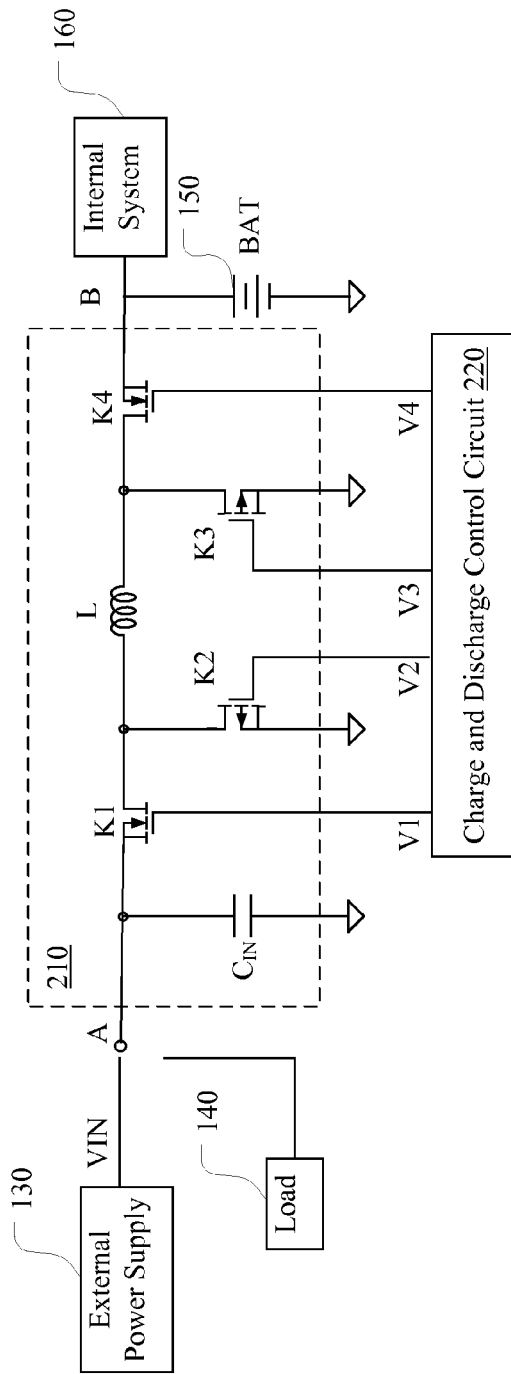 160
Internal
System
150
B
BAT
K4
V4
K3
V3
L
K2
V2
K1
V1
210
C_IN
A
VIN
140
Load
130
External
Power Supply
Charge and Discharge Control Circuit 220